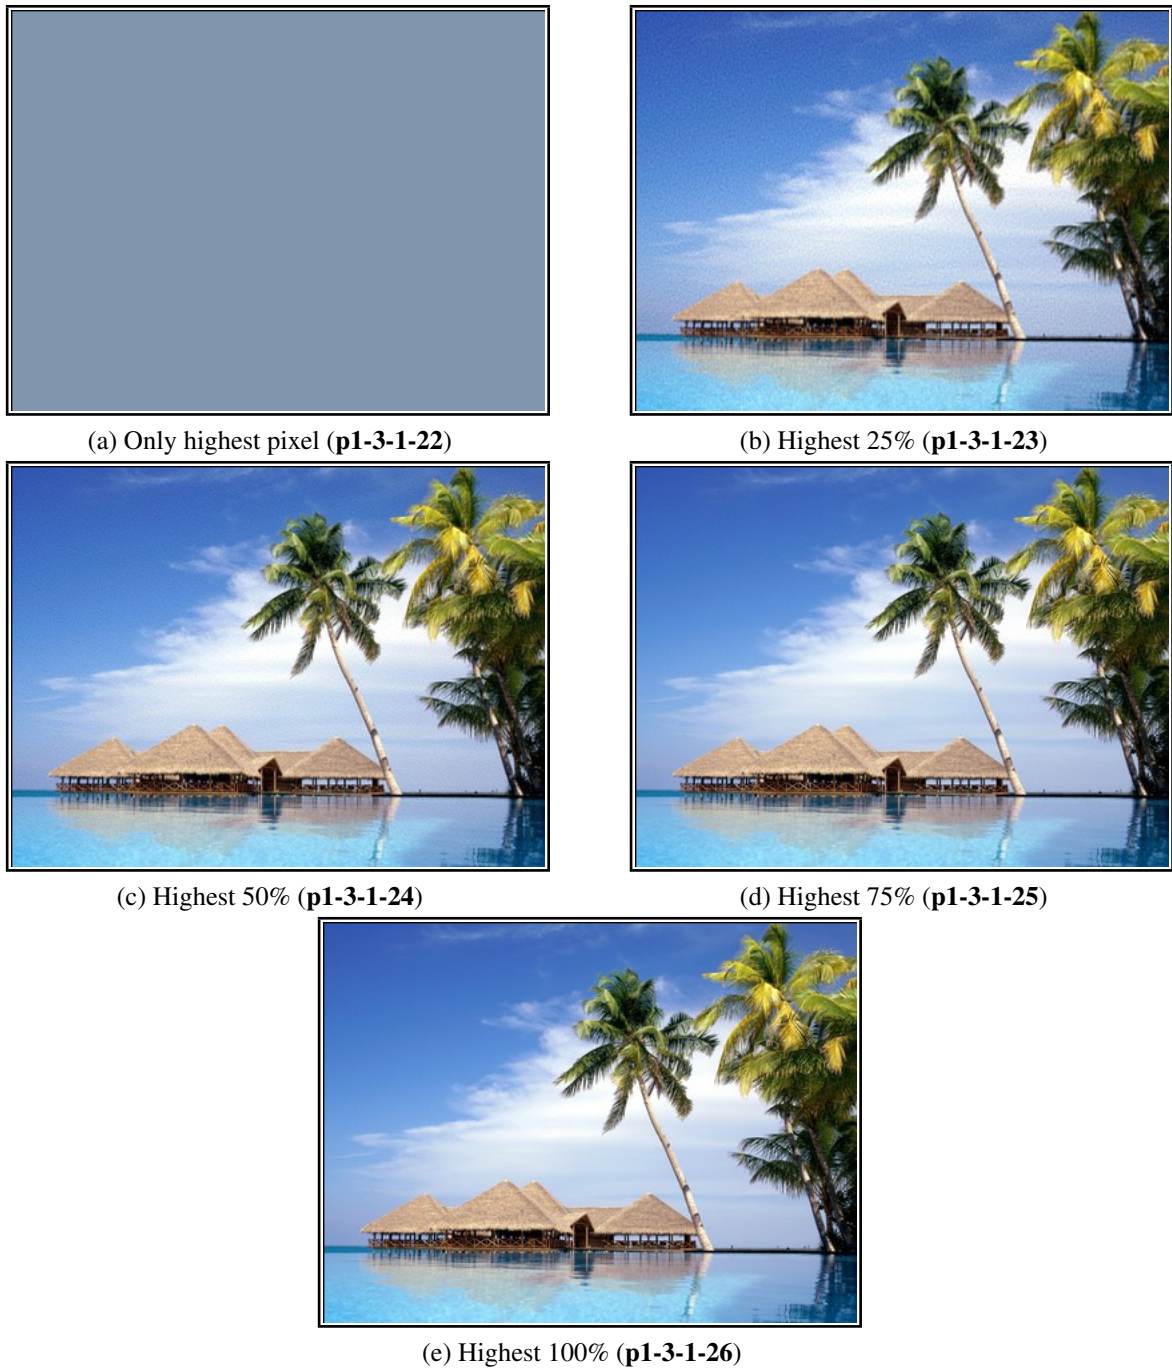 (a) Only highest pixel (p1-3-1-22)
(b) Highest 25% (p1-3-1-23)
(c) Highest 50% (p1-3-1-24)
(d) Highest 75% (p1-3-1-25)
(e) Highest 100% (p1-3-1-26)